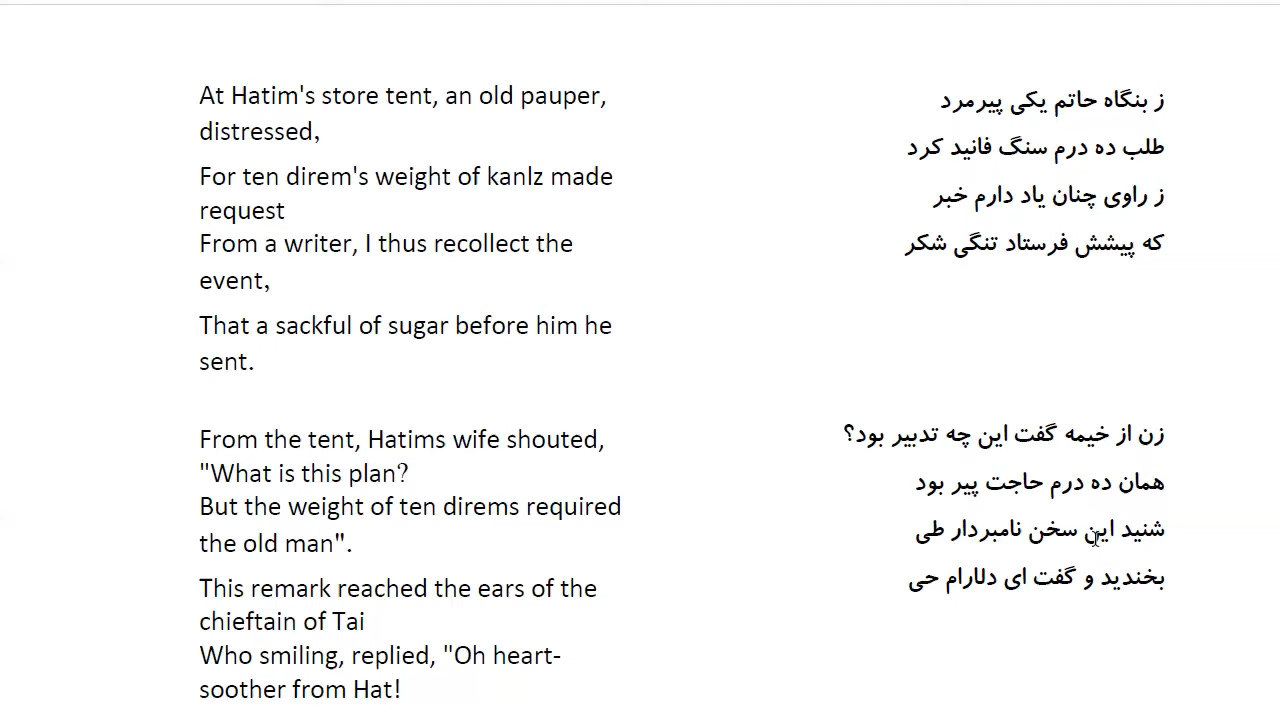 At Hatim's store tent, an old pauper,
distressed,
For ten direm's weight of kanlz made
request
From a writer, I thus recollect the
event,
That a sackful of sugar before him he
sent.
From the tent, Hatims wife shouted,
"What is this plan?
But the weight of ten direms required
the old man".
This remark reached the ears of the
chieftain of Tai
Who smiling, replied, "Oh heart-
soother from Hat!
ز بنگاه حاتم یکی پیرمرد
طلب ده درم سنگ فانید کرد
ز راوی چنان یاد دارم خبر
که پیشش فرستاد تنگی شکر
زن از خیمه گفت این چه تدبیر بود؟
همان ده درم حاجت پیر بود
شنید این سخن نامبردار طی
بخندید و گفت ای دلارام حی